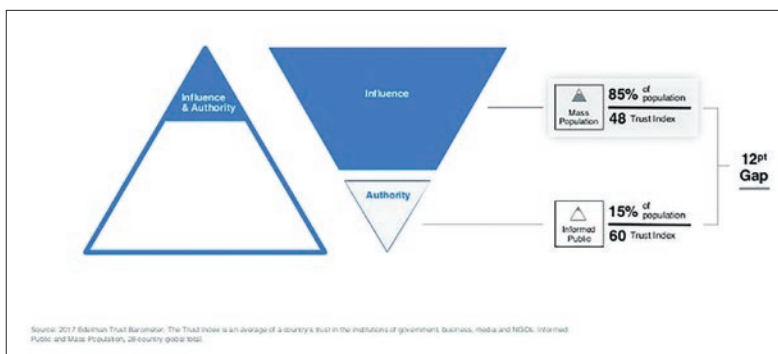 Influence
& Authority
Influence
Authority
Mass
Population
85% of
population
48 Trust Index
Informed
Public
15% of
population
60 Trust Index
12pt
Gap
Source: 2017 Edelman Trust Barometer. The Trust Index is an average of a country's trust in the institutions of government, business, media and NGOs. Informed
Public and Mass Population, 28-country global total.